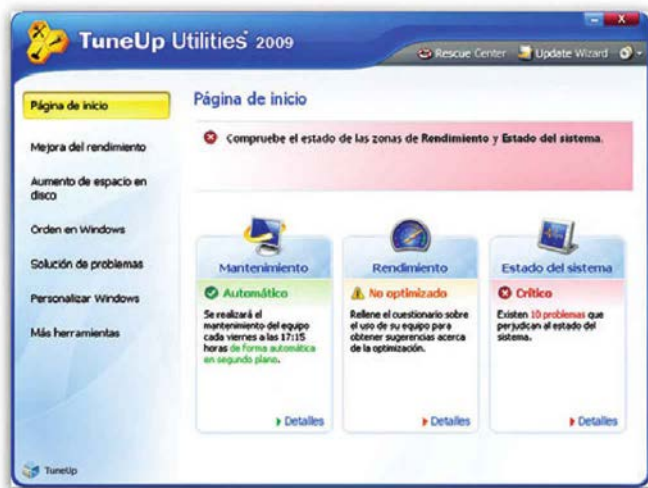 TuneUp Utilities 2009
Rescue Center Update Wizard
Página de inicio
Mejora del rendimiento
Aumento de espacio en
disco
Orden en Windows
Solución de problemas
Personalizar Windows
Más herramientas
TuneUp
Página de inicio
Compruebe el estado de las zonas de Rendimiento y Estado del sistema.
Mantenimiento
Automático
Se realizará el
mantenimiento del equipo
cada viernes a las 17:15
horas de forma automática
en segundo plano.
Detalles
Rendimiento
No optimizado
Rellene el cuestionario sobre
el uso de su equipo para
obtener sugerencias acerca
de la optimización.
Detalles
Estado del sistema
Crítico
Existen 10 problemas que
perjudican al estado del
sistema.
Detalles